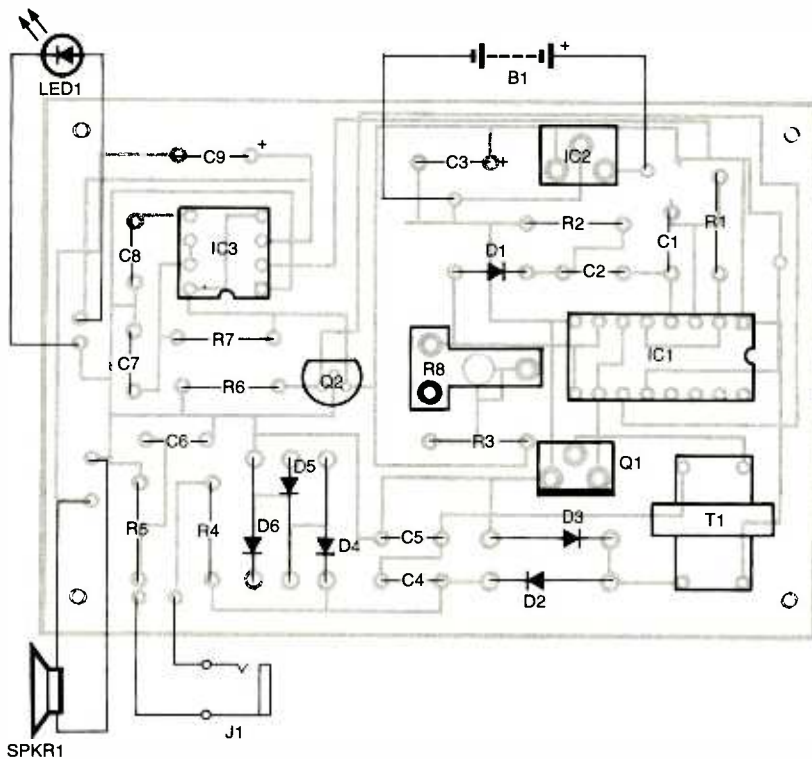 LED1
B1
+
C9
+
C3
+
IC2
C8
IC3
R2
C1
R1
D1
C2
C7
R7
R8
IC1
R6
Q2
C6
R3
Q1
D5
R5
R4
D6
D4
C5
D3
T1
C4
D2
J1
SPKR1